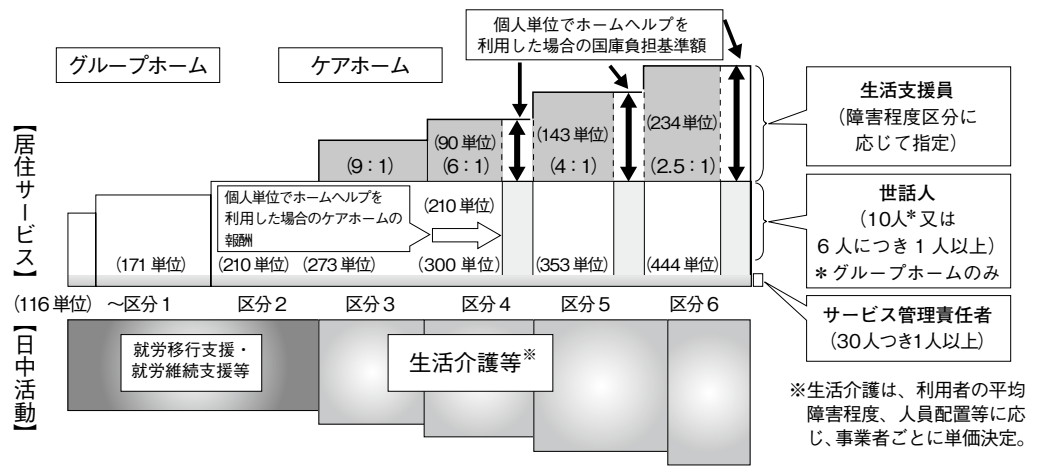 個人単位でホームヘルプを
利用した場合の国庫負担基準額
グループホーム
ケアホーム
【居住サービス】
(9：1)
(90 単位)
(6：1)
(143 単位)
(4：1)
(234 単位)
(2.5：1)
個人単位でホームヘルプを
利用した場合のケアホームの
報酬
(210 単位)
(171 単位)
(210 単位)
(273 単位)
(300 単位)
(353 単位)
(444 単位)
(116 単位)
～区分1
区分2
区分3
区分4
区分5
区分6
生活支援員
(障害程度区分に
応じて指定)
世話人
(10人＊又は
6人につき1人以上)
＊グループホームのみ
サービス管理責任者
(30人つき1人以上)
【日中活動】
就労移行支援・
就労継続支援等
生活介護等※
※生活介護は、利用者の平均
障害程度、人員配置等に応
じ、事業者ごとに単価決定。